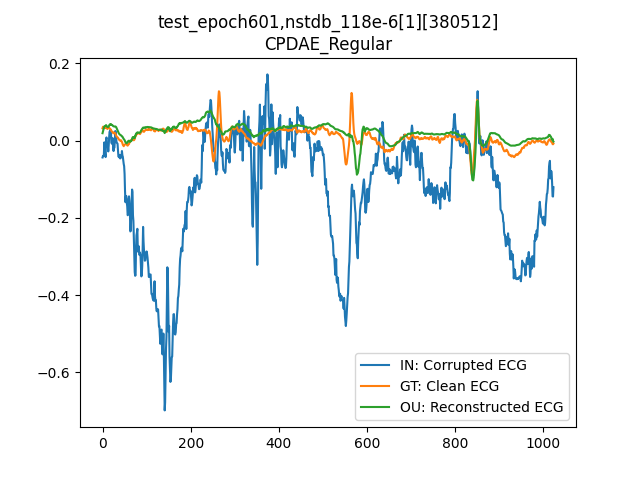 test_epoch601,nstdb_118e-6[1][380512]
CPDAE_Regular
0.2
0.0
−0.2
−0.4
−0.6
0
200
400
600
800
1000
IN: Corrupted ECG
GT: Clean ECG
OU: Reconstructed ECG